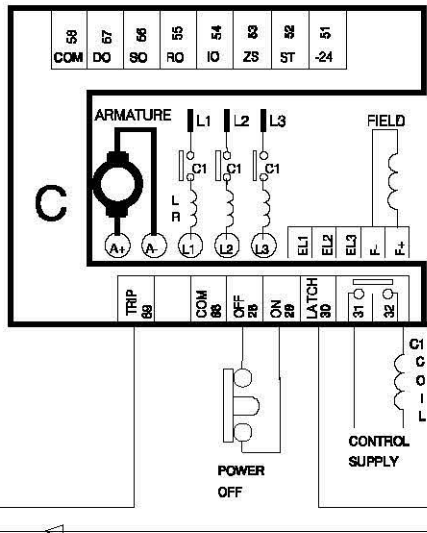 58 57 56 55 54 53 52 51
COM DO SO RO IO ZS ST -24
ARMATURE L1 L2 L3 FIELD
C1 C1 C1
C
L
R
A+ A- L1 L2 L3 EL1 EL2 EL3 F- F+
TRIP COM OFF ON LATCH
69 68 28 29 30 31 32
C1
C
O
I
L
CONTROL
SUPPLY
POWER
OFF